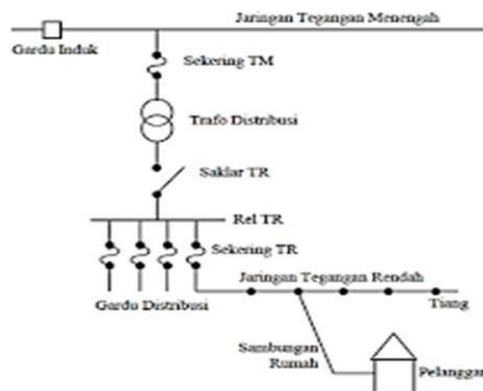 Jaringan Tegangan Menengah
Gardu Induk
Sekering TM
Trafo Distribusi
Saklar TR
Rel TR
Sekering TR
Jaringan Tegangan Rendah
Gardu Distribusi
Tiang
Sambungan
Rumah
Pelanggan